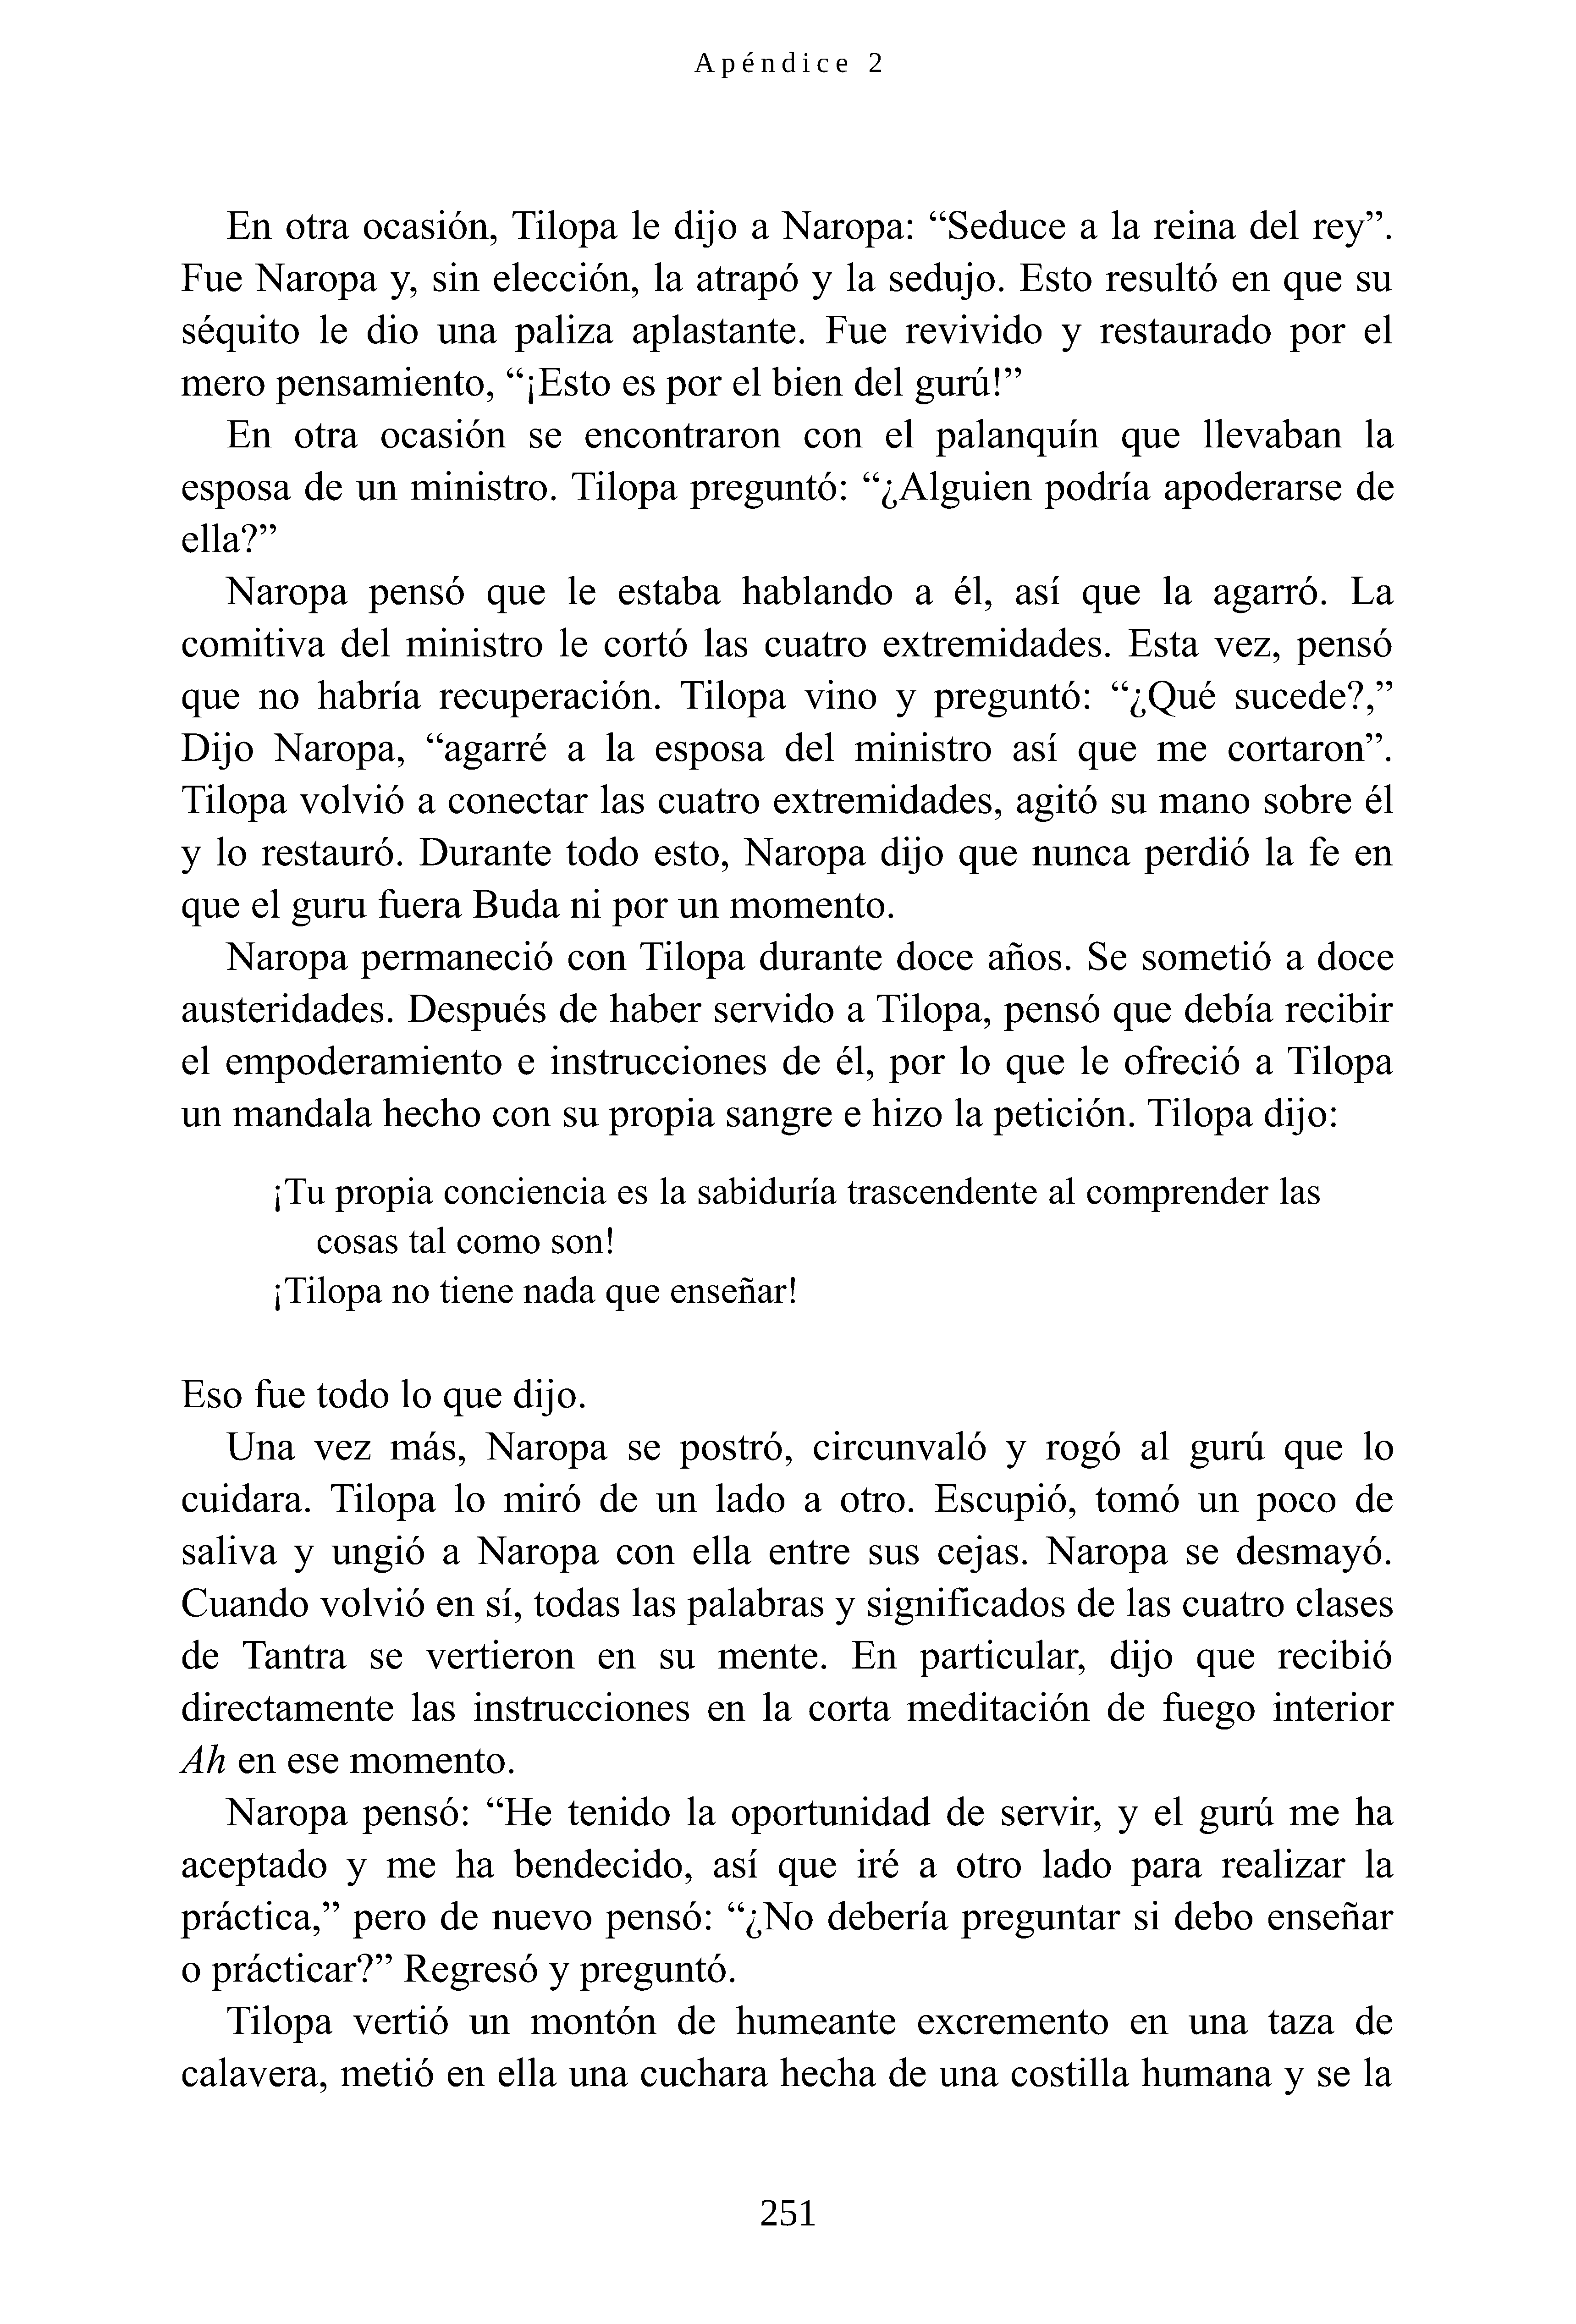 Apéndice 2
En otra ocasión, Tilopa le dijo a Naropa: “Seduce a la reina del rey”.
Fue Naropa y, sin elección, la atrapó y la sedujo. Esto resultó en que su
séquito le dio una paliza aplastante. Fue revivido y restaurado por el
mero pensamiento, “¡Esto es por el bien del gurú!”
En otra ocasión se encontraron con el palanquín que llevaban la
esposa de un ministro. Tilopa preguntó: “¿Alguien podría apoderarse de
ella?”
Naropa pensó que le estaba hablando a él, así que la agarró. La
comitiva del ministro le cortó las cuatro extremidades. Esta vez, pensó
que no habría recuperación. Tilopa vino y preguntó: “¿Qué sucede?,”
Dijo Naropa, “agarré a la esposa del ministro así que me cortaron”.
Tilopa volvió a conectar las cuatro extremidades, agitó su mano sobre él
y lo restauró. Durante todo esto, Naropa dijo que nunca perdió la fe en
que el guru fuera Buda ni por un momento.
Naropa permaneció con Tilopa durante doce años. Se sometió a doce
austeridades. Después de haber servido a Tilopa, pensó que debía recibir
el empoderamiento e instrucciones de él, por lo que le ofreció a Tilopa
un mandala hecho con su propia sangre e hizo la petición. Tilopa dijo:
¡Tu propia conciencia es la sabiduría trascendente al comprender las
cosas tal como son!
¡Tilopa no tiene nada que enseñar!
Eso fue todo lo que dijo.
Una vez más, Naropa se postró, circunvaló y rogó al gurú que lo
cuidara. Tilopa lo miró de un lado a otro. Escupió, tomó un poco de
saliva y ungió a Naropa con ella entre sus cejas. Naropa se desmayó.
Cuando volvió en sí, todas las palabras y significados de las cuatro clases
de Tantra se vertieron en su mente. En particular, dijo que recibió
directamente las instrucciones en la corta meditación de fuego interior
Ah en ese momento.
Naropa pensó: “He tenido la oportunidad de servir, y el gurú me ha
aceptado y me ha bendecido, así que iré a otro lado para realizar la
práctica,” pero de nuevo pensó: “¿No debería preguntar si debo enseñar
o prácticar?” Regresó y preguntó.
Tilopa vertió un montón de humeante excremento en una taza de
calavera, metió en ella una cuchara hecha de una costilla humana y se la
251